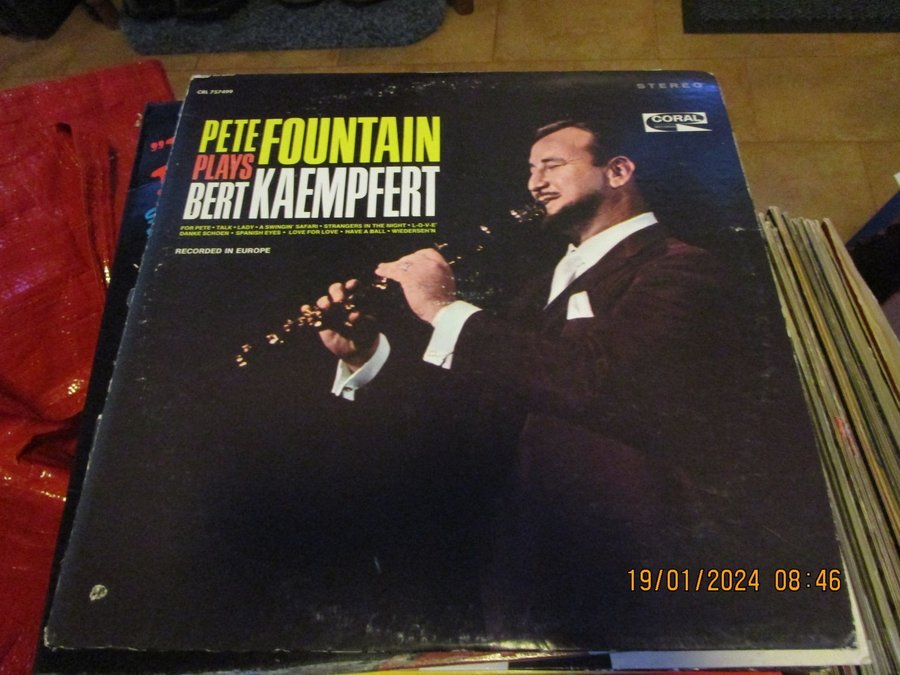 CRL 757499
STEREO
CORAL
PETE FOUNTAIN
PLAYS
BERT KAEMPFERT
FOR PETE • TALK • LADY • A SWINGIN' SAFARI • STRANGERS IN THE NIGHT • L-O-V-E
DANKE SCHOEN • SPANISH EYES • LOVE FOR LOVE • HAVE A BALL • WIEDERSEH'N
RECORDED IN EUROPE
19/01/2024 08:46